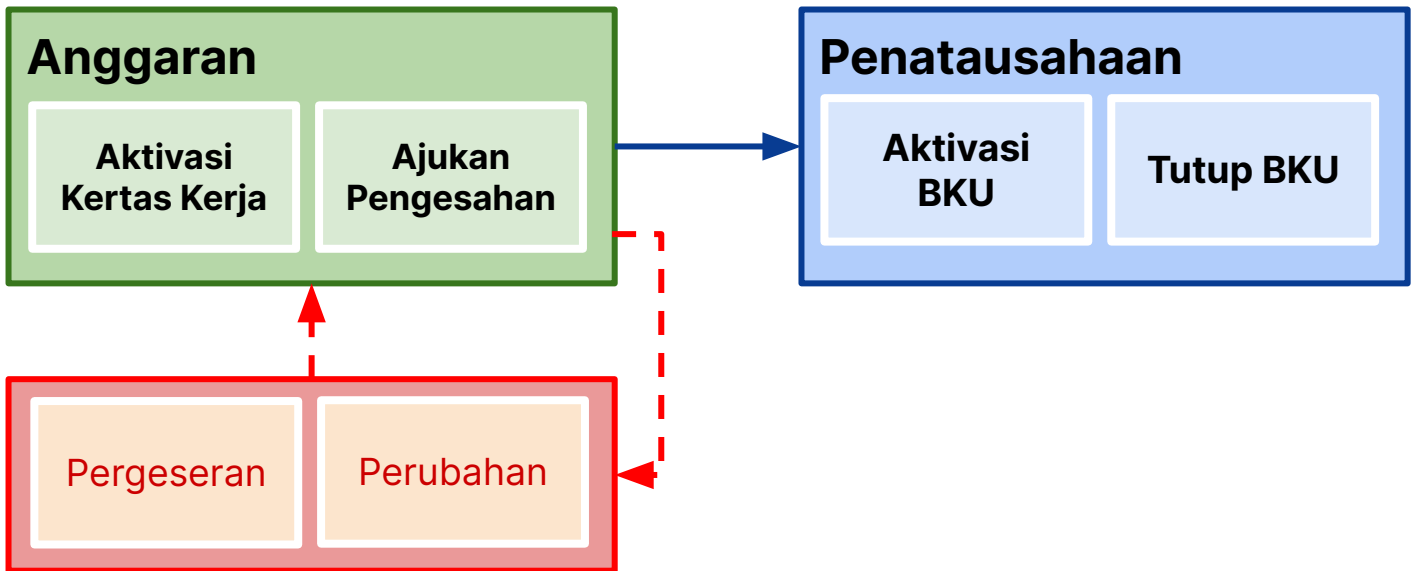 Anggaran
Aktivasi
Kertas Kerja
Ajukan
Pengesahan
Penatausahaan
Aktivasi
BKU
Tutup BKU
Pergeseran
Perubahan